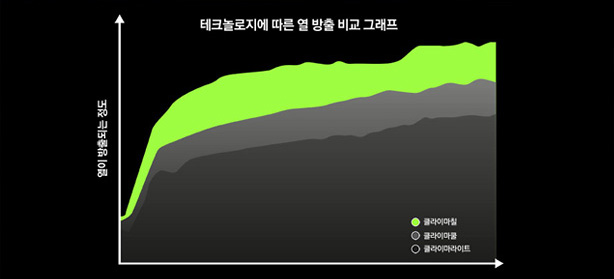 테크놀로지에 따른 열 방출 비교 그래프
열이 방출되는 정도
클라이마칠
클라이마쿨
클라이마라이트